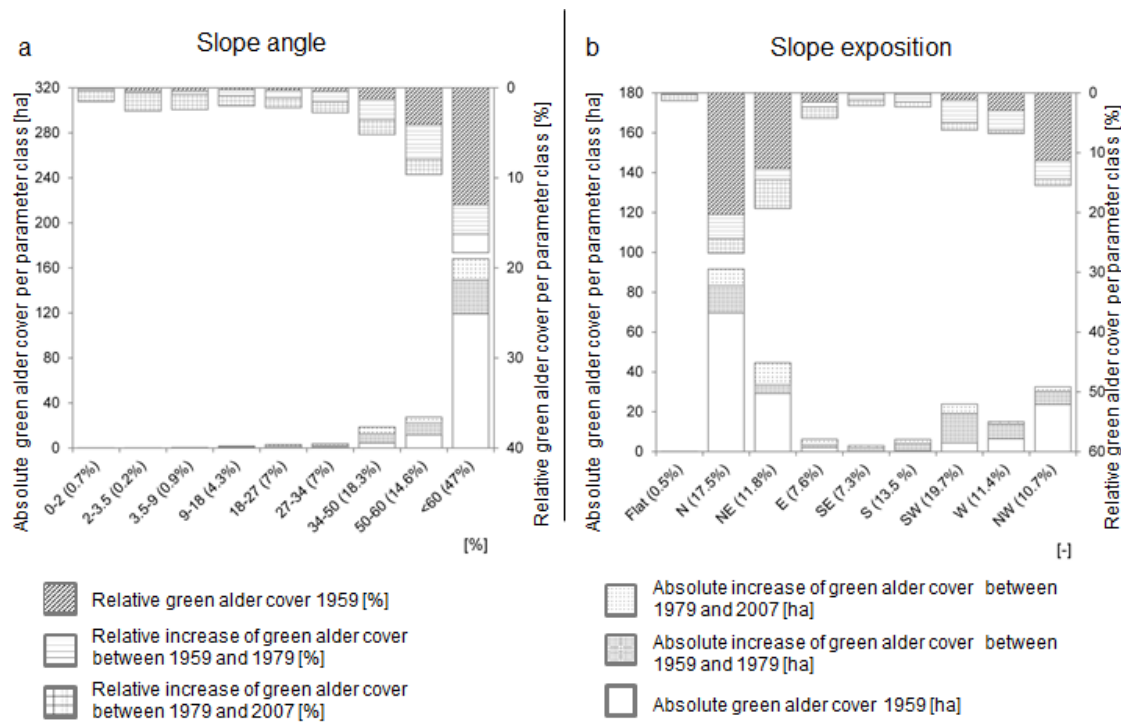 a
Slope angle
Absolute green alder cover per parameter class [ha]
320
280
240
200
160
120
80
40
0
0
10
20
30
40
Relative green alder cover per parameter class [%]
0-2 (0.7%)
2-3.5 (0.2%)
3.5-9 (0.9%)
9-18 (4.3%)
18-27 (7%)
27-34 (7%)
34-50 (18.3%)
50-60 (14.6%)
<60 (47%)
[%]
b
Slope exposition
Absolute green alder cover per parameter class [ha]
180
160
140
120
100
80
60
40
20
0
0
10
20
30
40
50
60
Relative green alder cover per parameter class [%]
Flat (0.5%)
N (17.5%)
NE (11.8%)
E (7.6%)
SE (7.3%)
S (13.5 %)
SW (19.7%)
W (11.4%)
NW (10.7%)
[-]
Relative green alder cover 1959 [%]
Relative increase of green alder cover
between 1959 and 1979 [%]
Relative increase of green alder cover
between 1979 and 2007 [%]
Absolute increase of green alder cover between
1979 and 2007 [ha]
Absolute increase of green alder cover between
1959 and 1979 [ha]
Absolute green alder cover 1959 [ha]